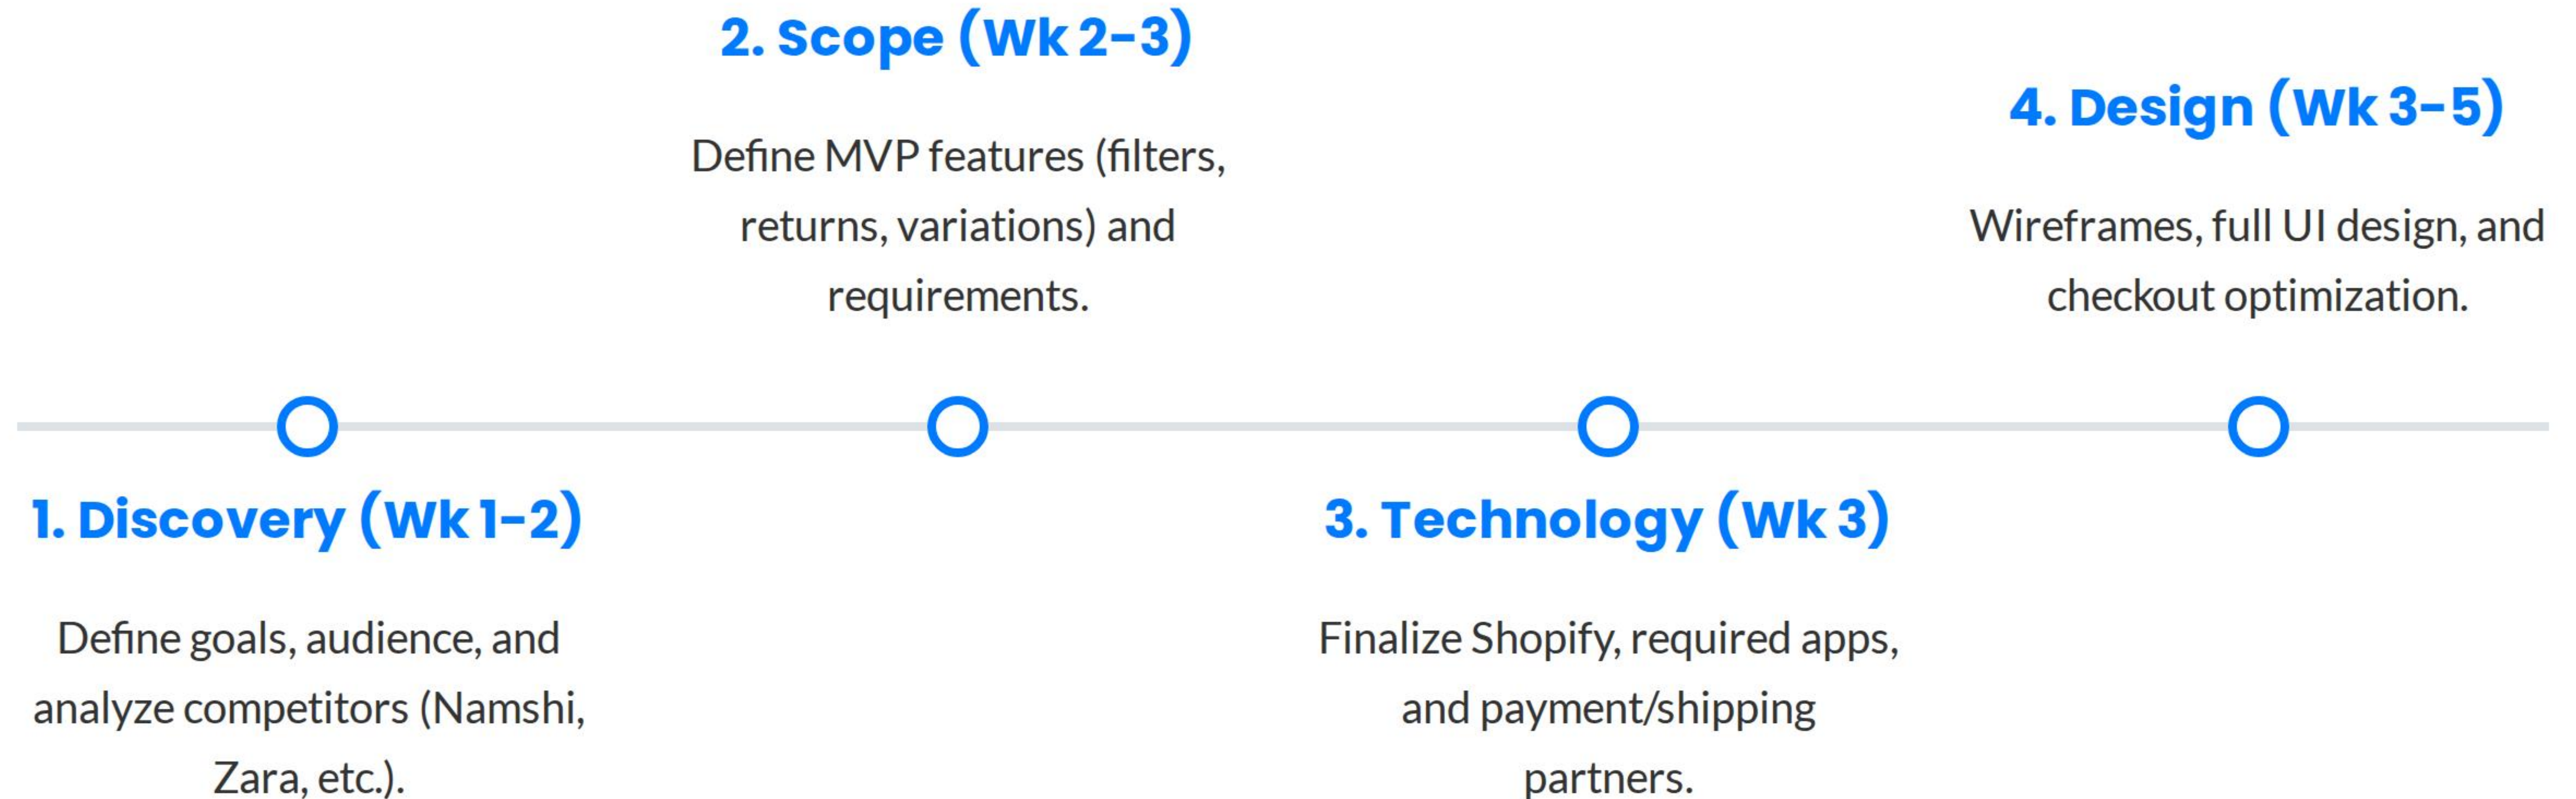 1. Discovery (Wk 1-2)
Define goals, audience, and
analyze competitors (Namshi,
Zara, etc.).
2. Scope (Wk 2-3)
Define MVP features (filters,
returns, variations) and
requirements.
3. Technology (Wk 3)
Finalize Shopify, required apps,
and payment/shipping
partners.
4. Design (Wk 3-5)
Wireframes, full UI design, and
checkout optimization.